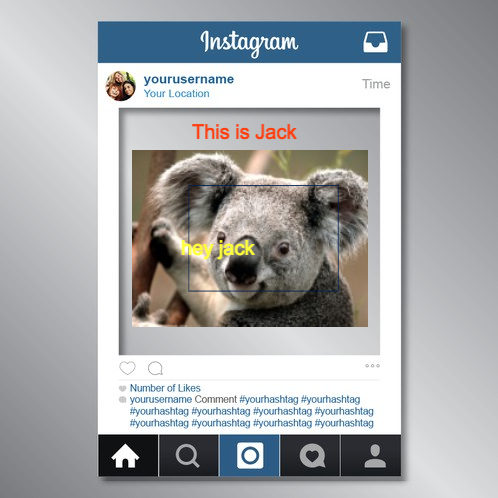 Instagram
yourusername
Your Location
Time
This is Jack
hey jack
Number of Likes
yourusername Comment #yourhashtag #yourhashtag
#yourhashtag #yourhashtag #yourhashtag #yourhashtag
#yourhashtag #yourhashtag #yourhashtag #yourhashtag